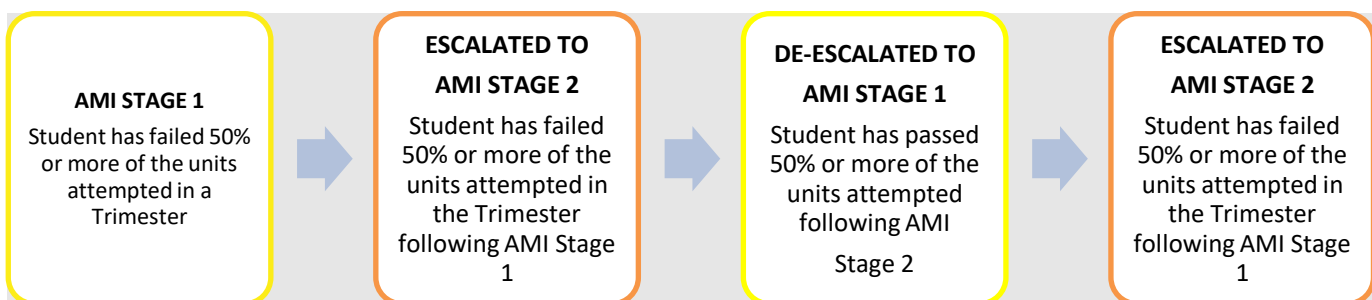 AMI STAGE 1
Student has failed 50%
or more of the units
attempted in a
Trimester
ESCALATED TO
AMI STAGE 2
Student has failed
50% or more of the
units attempted in
the Trimester
following AMI Stage
1
DE-ESCALATED TO
AMI STAGE 1
Student has passed
50% or more of the
units attempted
following AMI
Stage 2
ESCALATED TO
AMI STAGE 2
Student has failed
50% or more of the
units attempted in
the Trimester
following AMI Stage
1